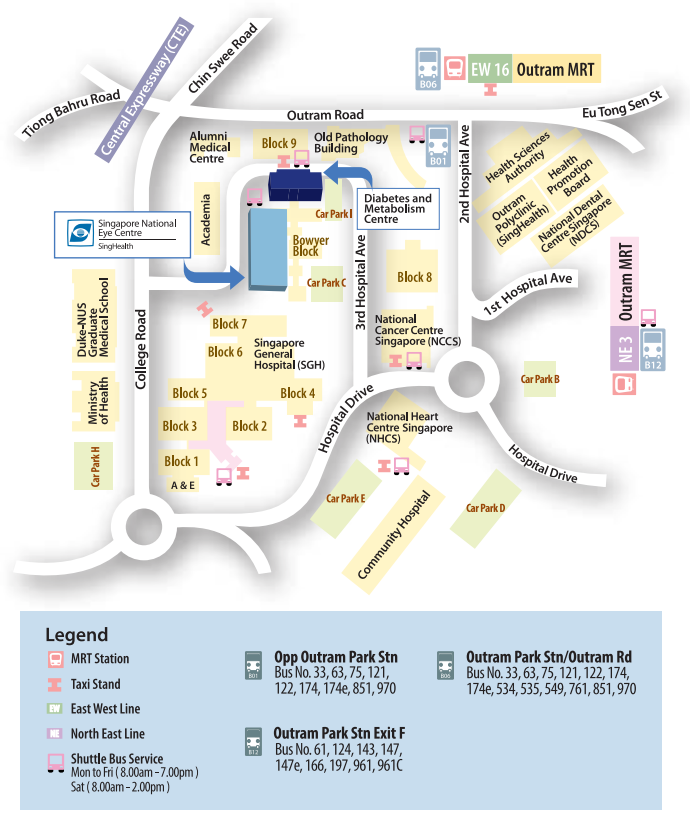 Central Expressway (CTE)
Chin Swee Road
Tiong Bahru Road
B06
EW 16
Outram MRT
Eu Tong Sen St
Outram Road
Alumni
Medical
Centre
Block 9
Old Pathology
Building
B01
2nd Hospital Ave
Health Sciences
Authority
Health
Promotion
Board
Outram
Polyclinic
(SingHealth)
National Dental
Centre Singapore
(NDCS)
Academia
Car Park I
Diabetes and
Metabolism
Centre
Singapore National
Eye Centre
SingHealth
Bowyer
Block
Car Park C
3rd Hospital Ave
Block 8
1st Hospital Ave
Outram MRT
NE 3
B12
Duke-NUS
Graduate
Medical School
College Road
Block 7
Block 6
Singapore
General
Hospital (SGH)
National
Cancer Centre
Singapore (NCCS)
Ministry
of Health
Block 5
Block 4
Car Park B
Block 3
Block 2
Hospital Drive
National Heart
Centre Singapore
(NHCS)
Car Park H
Block 1
A & E
Hospital Drive
Car Park E
Community Hospital
Car Park D
Legend
MRT Station
Taxi Stand
EW
East West Line
NE
North East Line
Shuttle Bus Service
Mon to Fri ( 8.00am – 7.00pm )
Sat ( 8.00am – 2.00pm )
B01
Opp Outram Park Stn
Bus No. 33, 63, 75, 121,
122, 174, 174e, 851, 970
B12
Outram Park Stn Exit F
Bus No. 61, 124, 143, 147,
147e, 166, 197, 961, 961C
B06
Outram Park Stn/Outram Rd
Bus No. 33, 63, 75, 121, 122, 174,
174e, 534, 535, 549, 761, 851, 970